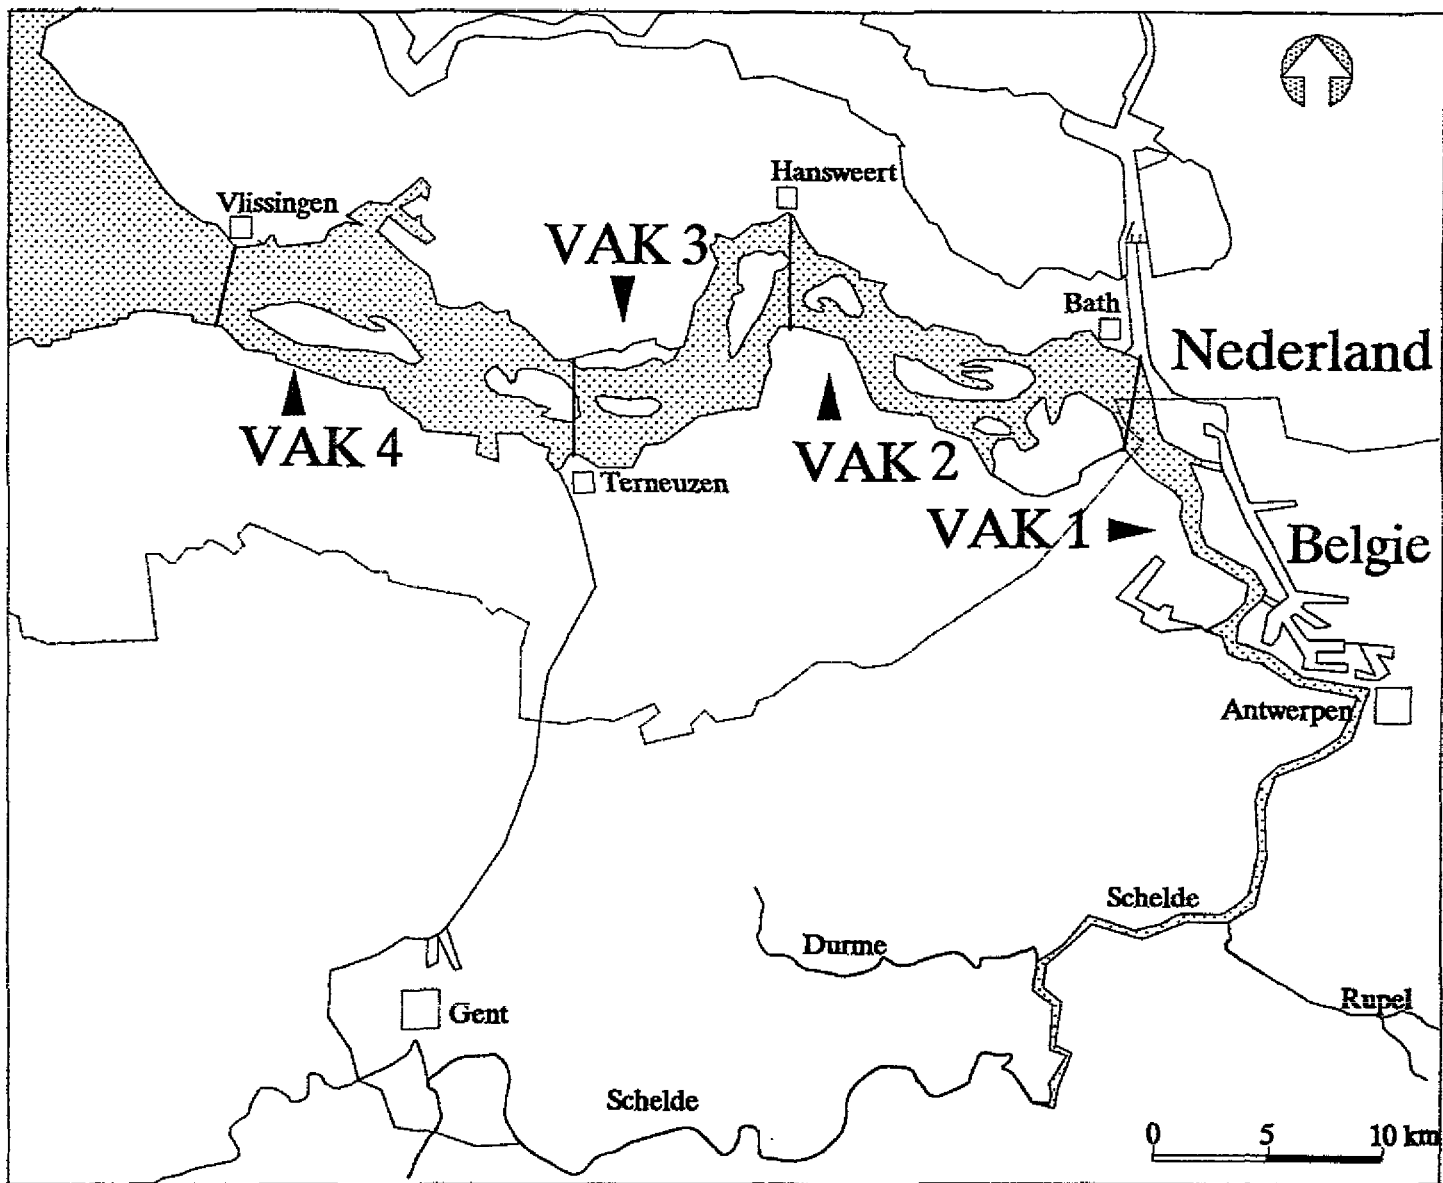 Hansweert
Vlissingen
VAK 3
Bath
Nederland
VAK 4
VAK 2
Terneuzen
VAK 1
Belgie
Antwerpen
Schelde
Durme
Rupel
Gent
Schelde
0 5 10 km